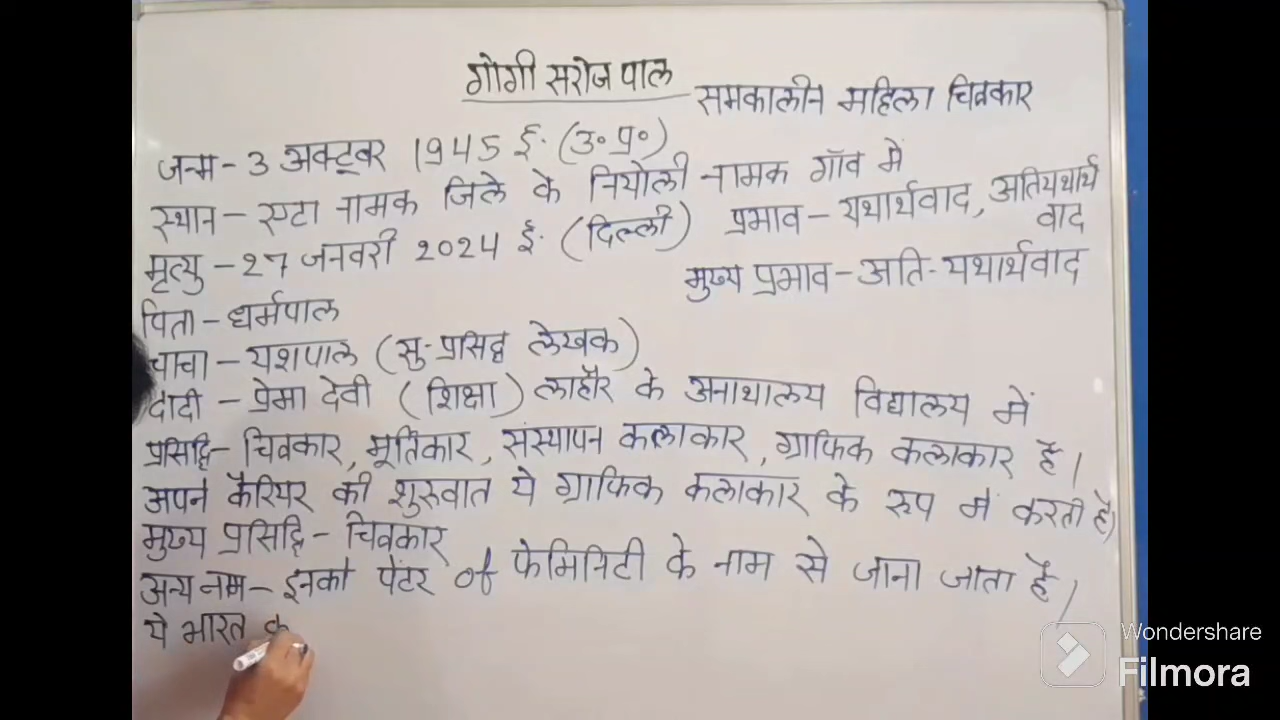 गोगी सरोज पाल
समकालीन महिला चित्रकार
जन्म - 3 अक्टूबर 1945 ई. (उ० प्र०)
स्थान - एटा नामक जिले के नियोली नामक गाँव में
मृत्यु - 27 जनवरी 2024 ई. (दिल्ली)
प्रभाव - यथार्थवाद, अतियथार्थ
वाद
मुख्य प्रभाव - अति-यथार्थवाद
पिता - धर्मपाल
चाचा - यशपाल (सु-प्रसिद्ध लेखक)
दादी - प्रेमा देवी (शिक्षा) लाहौर के अनाथालय विद्यालय में
प्रसिद्धि - चित्रकार, मूर्तिकार, संस्थापन कलाकार, ग्राफिक कलाकार है।
अपने कैरियर की शुरुवात ये ग्राफिक कलाकार के रूप में करती है।
मुख्य प्रसिद्धि - चित्रकार
अन्य नाम - इनको पेंटर of फेमिनिटी के नाम से जाना जाता है।
ये भारत
Wondershare
Filmora